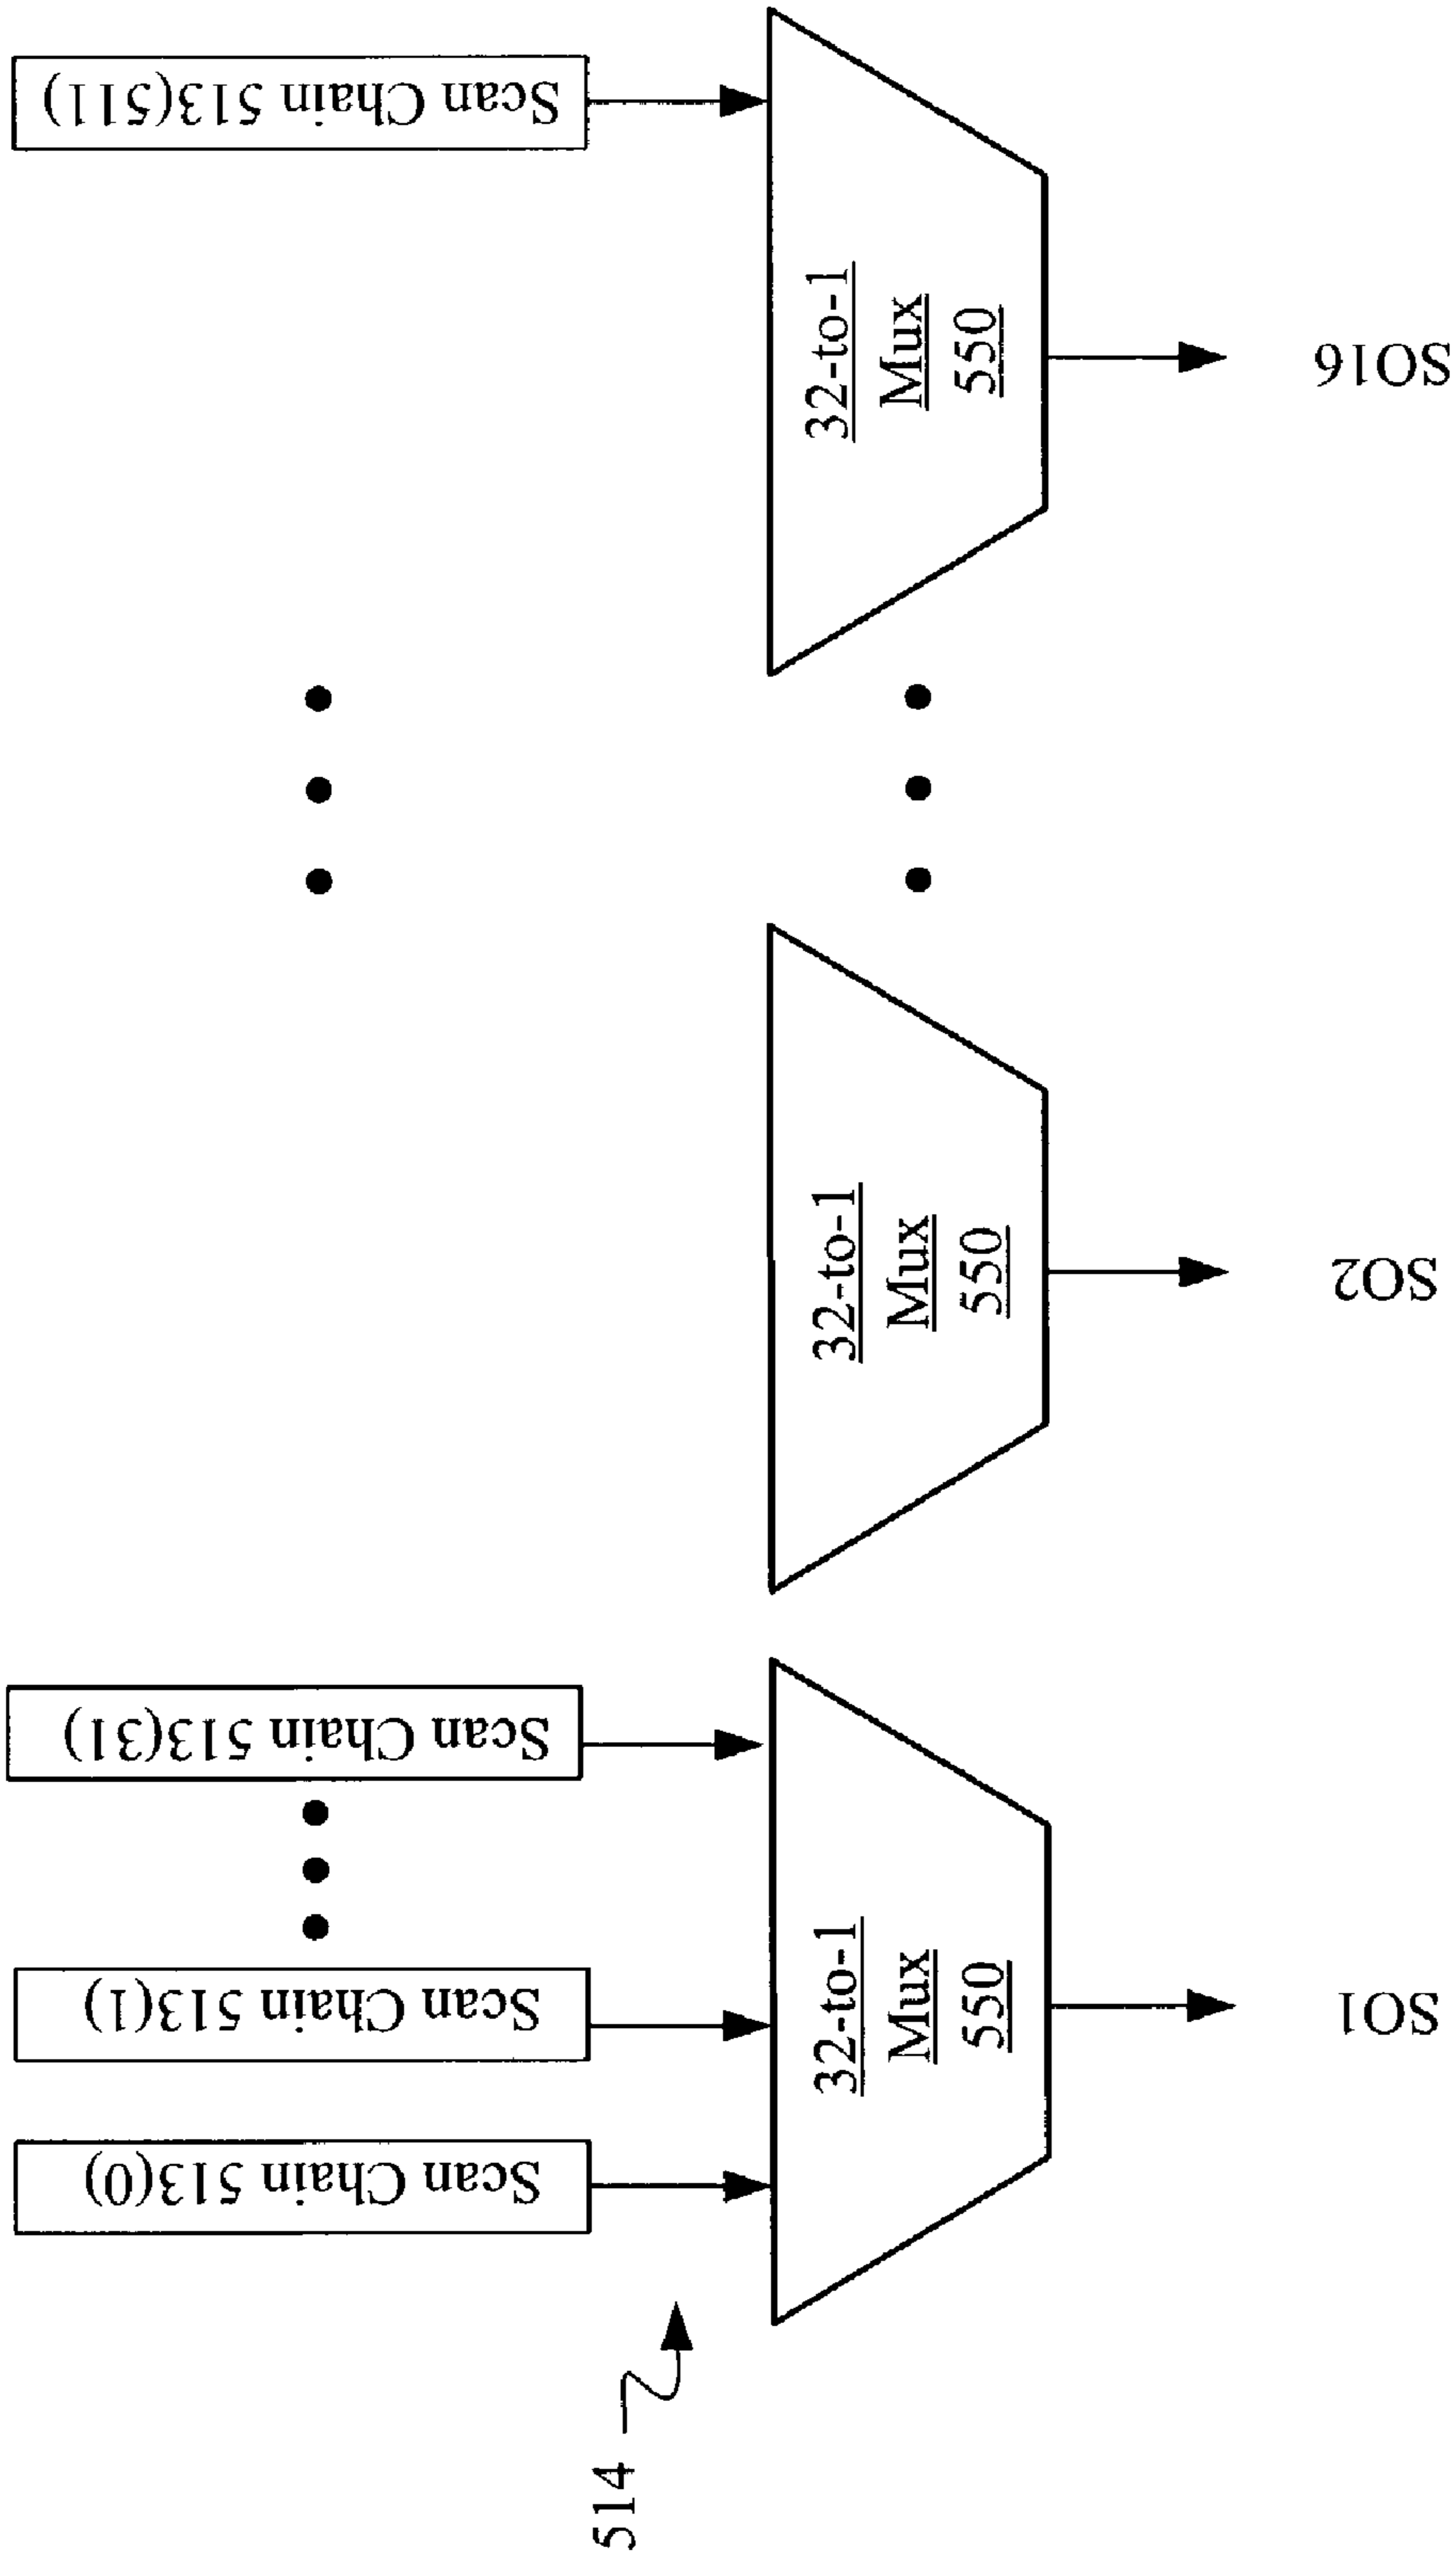 Scan Chain 513(0)
Scan Chain 513(1)
Scan Chain 513(31)
Scan Chain 513(511)
514
32-to-1
Mux
550
32-to-1
Mux
550
32-to-1
Mux
550
SO1
SO2
SO16